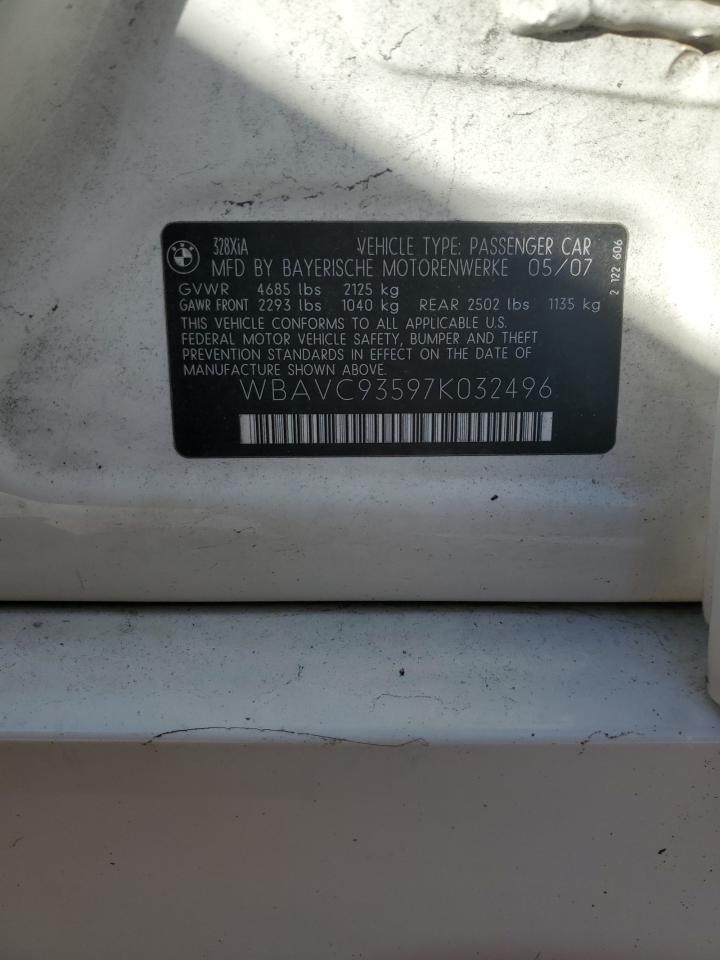 328XiA VEHICLE TYPE: PASSENGER CAR
MFD BY BAYERISCHE MOTORENWERKE 05/07
GVWR 4685 lbs 2125 kg
GAWR FRONT 2293 lbs 1040 kg REAR 2502 lbs 1135 kg
THIS VEHICLE CONFORMS TO ALL APPLICABLE U.S.
FEDERAL MOTOR VEHICLE SAFETY, BUMPER AND THEFT
PREVENTION STANDARDS IN EFFECT ON THE DATE OF
MANUFACTURE SHOWN ABOVE.
WBAVC93597K032496
2 122 606